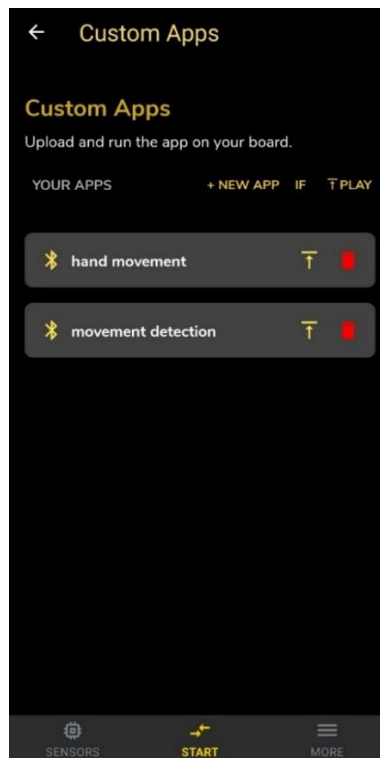 Custom Apps
Custom Apps
Upload and run the app on your board.
YOUR APPS + NEW APP IF PLAY
hand movement
movement detection
SENSORS START MORE